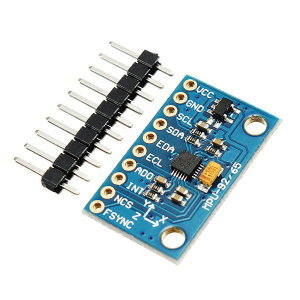 VCC
GND
SCL
SDA
EDA
ECL
ADO
INT
NCS
FSYNC
Y
X
Z
MPU-92.65